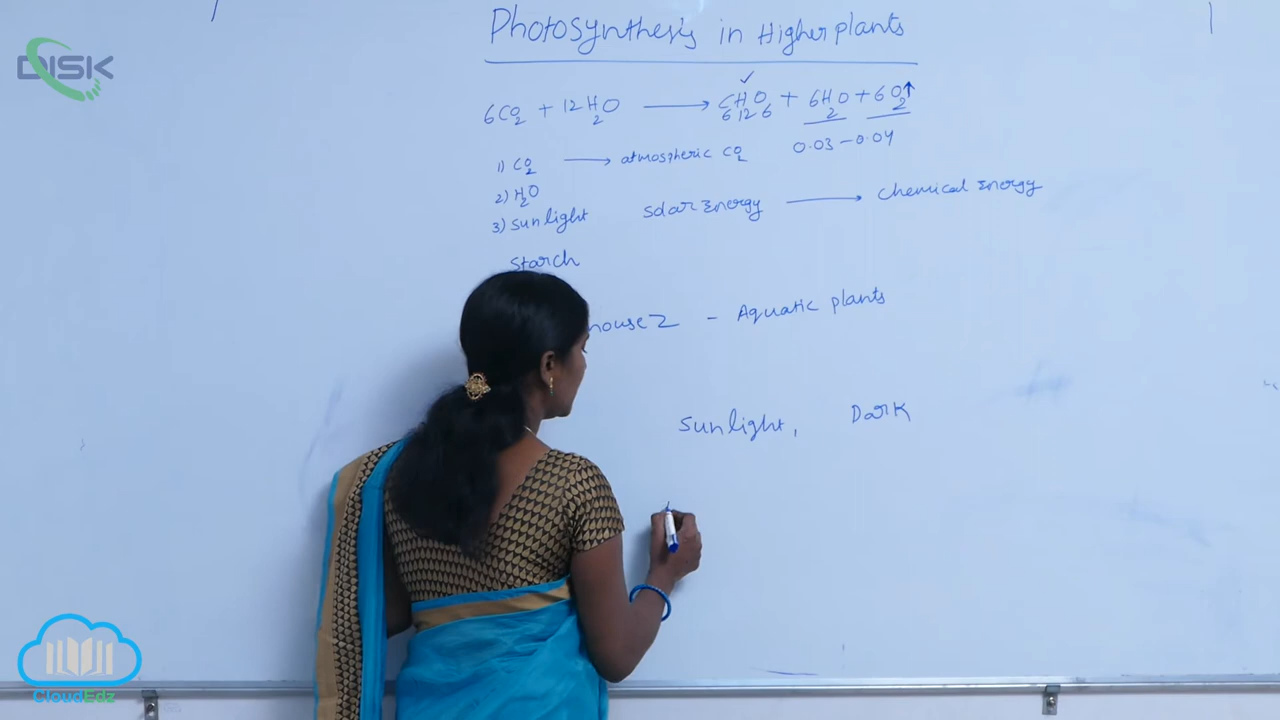 DISK
Photosynthesis in Higher plants
6CO2 + 12H2O → C6H12O6 + 6H2O + 6O2↑
✓
0.03 - 0.04
1) CO2 → atmospheric CO2
2) H2O
3) sunlight solar Energy → chemical Energy
starch
- Aquatic plants
sunlight, Dark
CloudEdz